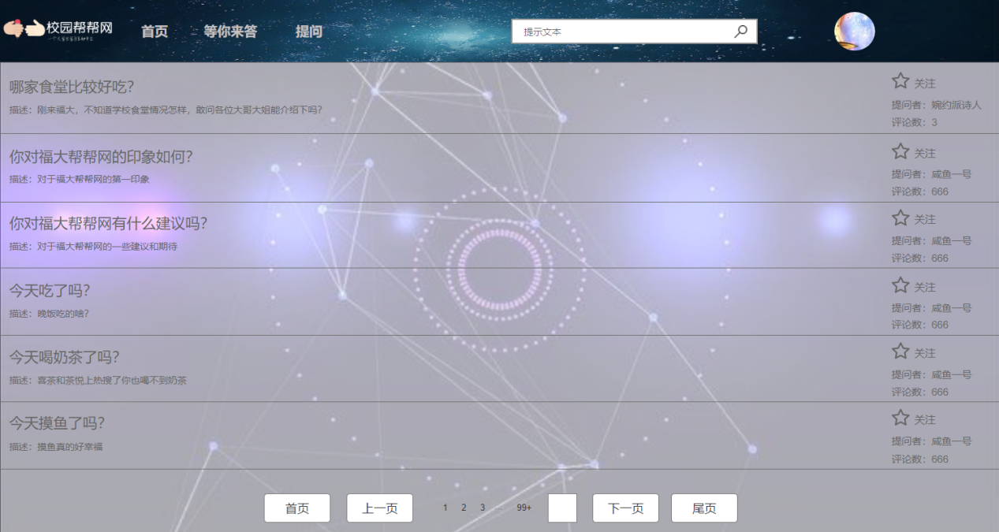 校园帮帮网
首页 等你来答 提问
提示文本
哪家食堂比较好吃？
描述：刚来福大，不知道学校食堂情况怎样，敢问各位大哥大姐能介绍下吗？
关注
提问者：婉约派诗人
评论数：3
你对福大帮帮网的印象如何？
描述：对于福大帮帮网的第一印象
关注
提问者：咸鱼一号
评论数：666
你对福大帮帮网有什么建议吗？
描述：对于福大帮帮网的一些建议和期待
关注
提问者：咸鱼一号
评论数：666
今天吃了吗？
描述：晚饭吃的啥？
关注
提问者：咸鱼一号
评论数：666
今天喝奶茶了吗？
描述：喜茶和茶悦上热搜了你也喝不到奶茶
关注
提问者：咸鱼一号
评论数：666
今天摸鱼了吗？
描述：摸鱼真的好幸福
关注
提问者：咸鱼一号
评论数：666
首页 上一页 1 2 3 ... 99+ 下一页 尾页